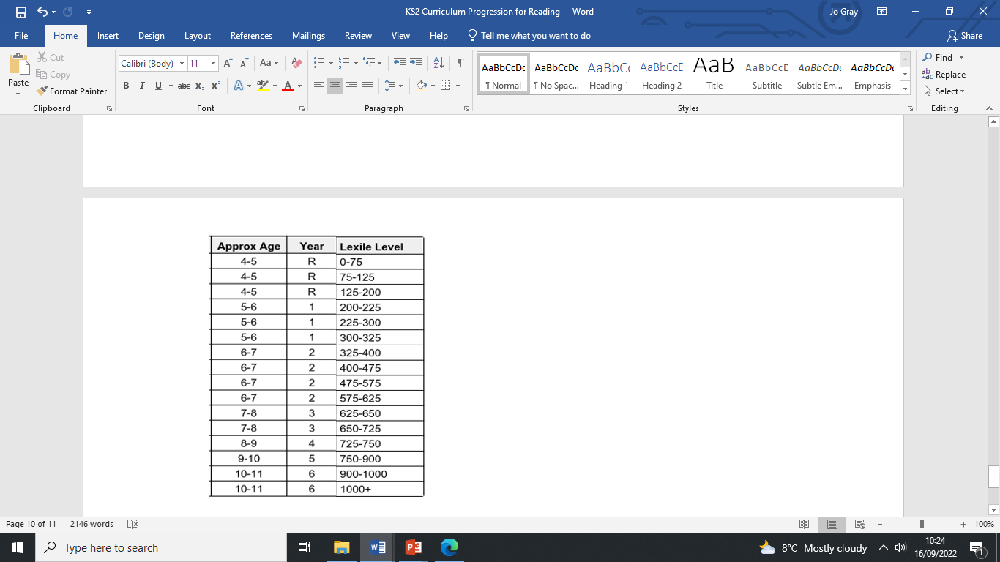 KS2 Curriculum Progression for Reading - Word
Jo Gray
File Home Insert Design Layout References Mailings Review View Help Tell me what you want to do
Share
Paste
Cut
Copy
Format Painter
Clipboard
Calibri (Body) 11
Aa
B I U abc x₂ x²
Font
Paragraph
AaBbCcDc AaBbCcDc AaBbCc AaBbCcD AaB AaBbCcD AaBbCcDc AaBbCcDc
¶ Normal ¶ No Spac... Heading 1 Heading 2 Title Subtitle Subtle Em... Emphasis
Styles
Find
Replace
Select
Editing
Approx Age Year Lexile Level
4-5 R 0-75
4-5 R 75-125
4-5 R 125-200
5-6 1 200-225
5-6 1 225-300
5-6 1 300-325
6-7 2 325-400
6-7 2 400-475
6-7 2 475-575
6-7 2 575-625
7-8 3 625-650
7-8 3 650-725
8-9 4 725-750
9-10 5 750-900
10-11 6 900-1000
10-11 6 1000+
Page 10 of 11 2146 words
100%
Type here to search
8°C Mostly cloudy
10:24
16/09/2022